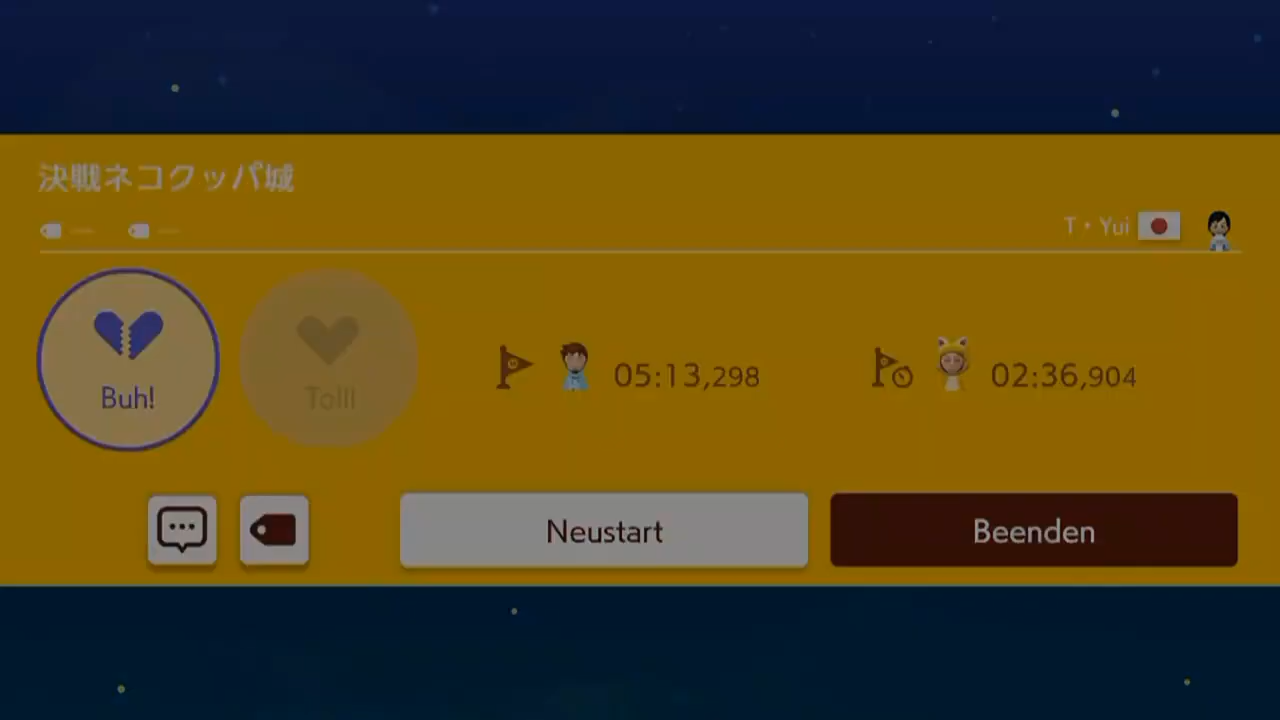 決戦ネコクッパ城
— —
T・Yui
Buh!
Toll!
05:13,298
02:36,904
Neustart
Beenden